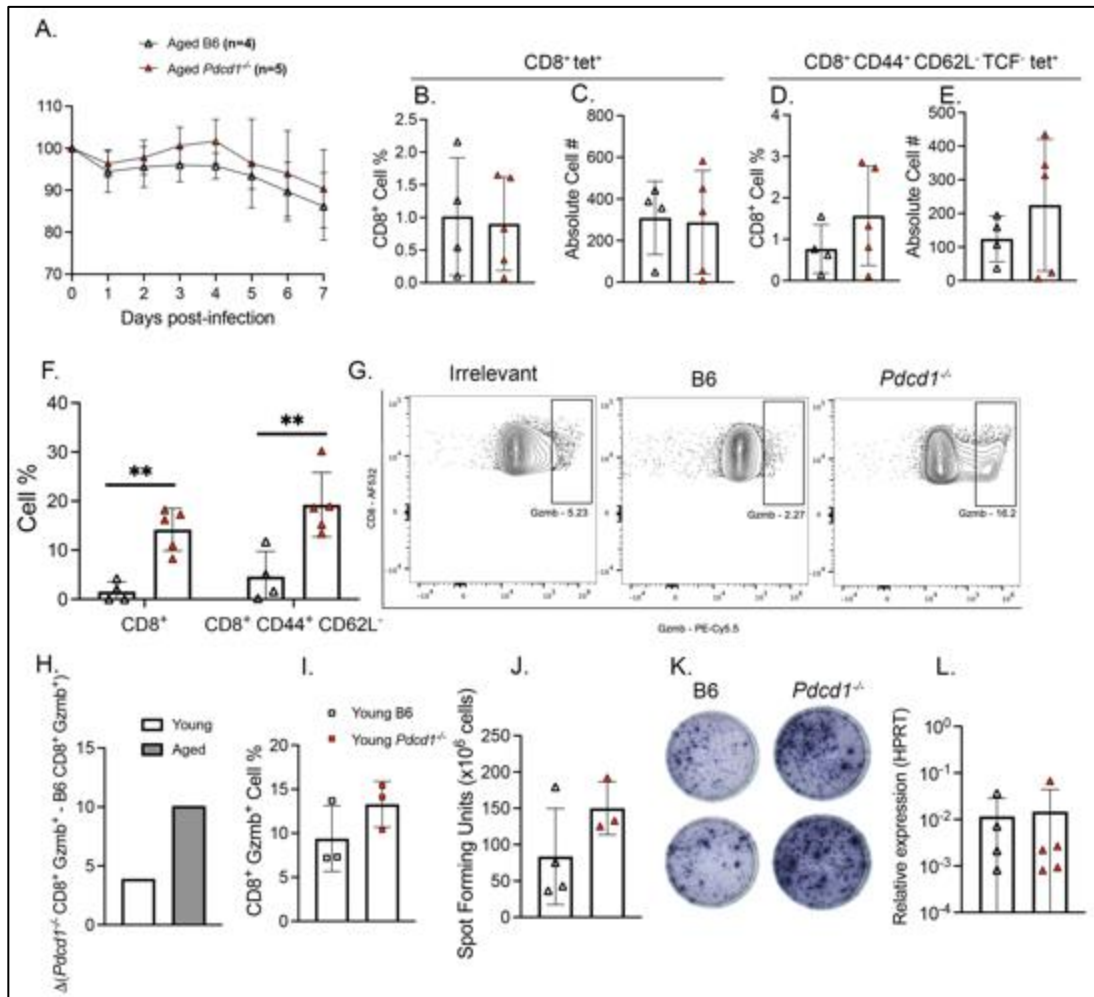 A.
Aged B6 (n=4)
Aged Pdcd1-/- (n=5)
110
100
90
80
70
0 1 2 3 4 5 6 7
Days post-infection
CD8+ tet+
CD8+ CD44+ CD62L- TCF- tet+
B.
CD8+ Cell %
2.5
2.0
1.5
1.0
0.5
0.0
C.
Absolute Cell #
800
600
400
200
0
D.
CD8+ Cell %
4
3
2
1
0
E.
Absolute Cell #
500
400
300
200
100
0
F.
Cell %
40
30
20
10
0
**
**
CD8+
CD8+ CD44+ CD62L-
G.
Irrelevant
B6
Pdcd1-/-
CD8 - AF532
Gzmb - 5.23
Gzmb - 2.27
Gzmb - 16.2
Gzmb - PE-Cy5.5
H.
Young
Aged
Δ(Pdcd1-/- CD8+ Gzmb+ - B6 CD8+ Gzmb+)
15
10
5
0
I.
Young B6
Young Pdcd1-/-
CD8+ Gzmb+ Cell %
20
15
10
5
0
J.
Spot Forming Units (x10⁶ cells)
250
200
150
100
50
0
K.
B6
Pdcd1-/-
L.
Relative expression (HPRT)
10⁰
10-1
10-2
10-3
10-4